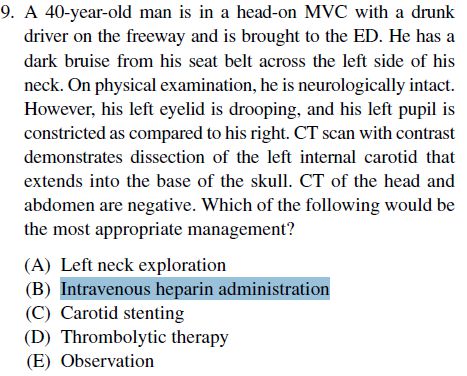 9. A 40-year-old man is in a head-on MVC with a drunk
driver on the freeway and is brought to the ED. He has a
dark bruise from his seat belt across the left side of his
neck. On physical examination, he is neurologically intact.
However, his left eyelid is drooping, and his left pupil is
constricted as compared to his right. CT scan with contrast
demonstrates dissection of the left internal carotid that
extends into the base of the skull. CT of the head and
abdomen are negative. Which of the following would be
the most appropriate management?
(A) Left neck exploration
(B) Intravenous heparin administration
(C) Carotid stenting
(D) Thrombolytic therapy
(E) Observation